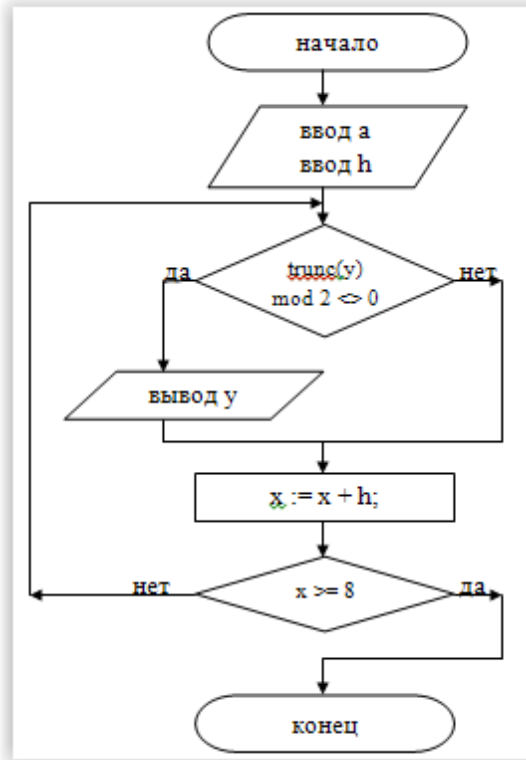 начало
ввод a
ввод h
да
trunc(y)
нет
mod 2 <> 0
вывод y
x := x + h;
нет
x >= 8
да
конец